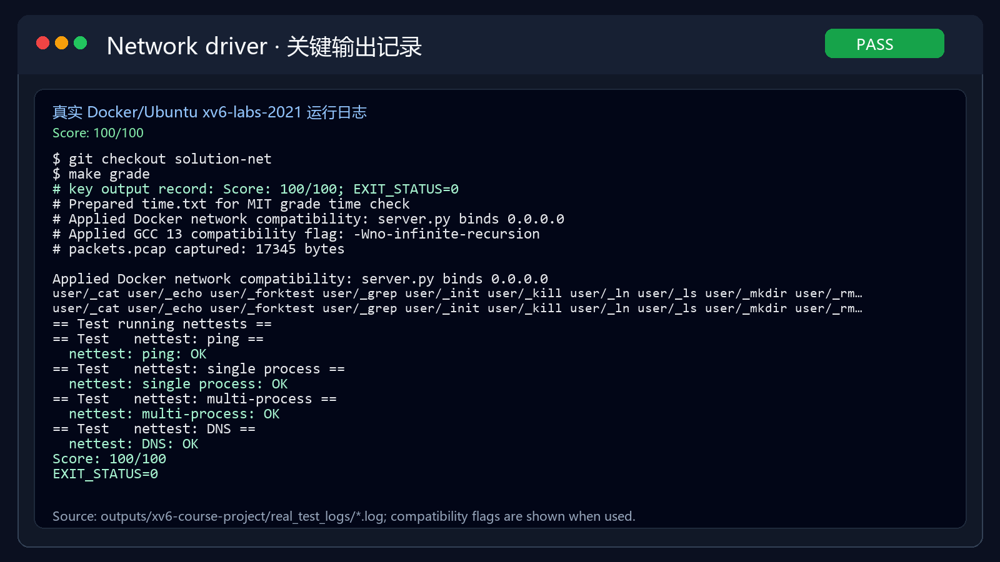 Network driver · 关键输出记录
PASS
真实 Docker/Ubuntu xv6-labs-2021 运行日志
Score: 100/100
$ git checkout solution-net
$ make grade
# key output record: Score: 100/100; EXIT_STATUS=0
# Prepared time.txt for MIT grade time check
# Applied Docker network compatibility: server.py binds 0.0.0.0
# Applied GCC 13 compatibility flag: -Wno-infinite-recursion
# packets.pcap captured: 17345 bytes
Applied Docker network compatibility: server.py binds 0.0.0.0
user/_cat user/_echo user/_forktest user/_grep user/_init user/_kill user/_ln user/_ls user/_mkdir user/_rm…
user/_cat user/_echo user/_forktest user/_grep user/_init user/_kill user/_ln user/_ls user/_mkdir user/_rm…
== Test running nettests ==
== Test   nettest: ping ==
  nettest: ping: OK
== Test   nettest: single process ==
  nettest: single process: OK
== Test   nettest: multi-process ==
  nettest: multi-process: OK
== Test   nettest: DNS ==
  nettest: DNS: OK
Score: 100/100
EXIT_STATUS=0
Source: outputs/xv6-course-project/real_test_logs/*.log; compatibility flags are shown when used.